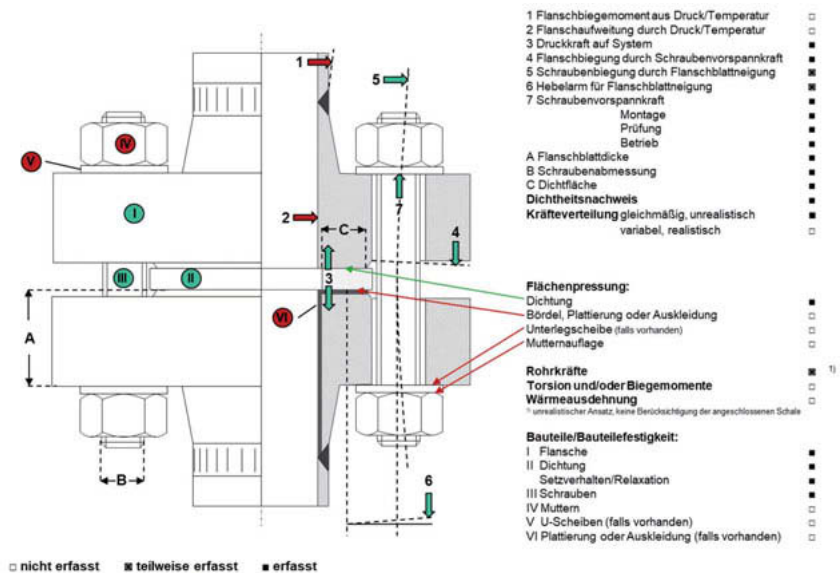 1 Flanschbiegemoment aus Druck/Temperatur □
2 Flanschaufweitung durch Druck/Temperatur □
3 Druckkraft auf System ■
4 Flanschbiegung durch Schraubenvorspannkraft ■
5 Schraubenbiegung durch Flanschblattneigung ▣
6 Hebelarm für Flanschblattneigung ▣
7 Schraubenvorspannkraft ■
Montage ■
Prüfung ■
Betrieb ■
A Flanschblattdicke ■
B Schraubenabmessung ■
C Dichtfläche ■
Dichtheitsnachweis ■
Kräfteverteilung gleichmäßig, unrealistisch ■
variabel, realistisch □
Flächenpressung:
Dichtung ■
Bördel, Plattierung oder Auskleidung □
Unterlegscheibe (falls vorhanden) □
Mutternauflage □
Rohrkräfte ▣ 1)
Torsion und/oder Biegemomente □
Wärmeausdehnung □
1) unrealistischer Ansatz, keine Berücksichtigung der angeschlossenen Schale
Bauteile/Bauteilefestigkeit:
I Flansche ■
II Dichtung ■
Setzverhalten/Relaxation ■
III Schrauben ■
IV Muttern □
V U-Scheiben (falls vorhanden) □
VI Plattierung oder Auskleidung (falls vorhanden) □
1
5
IV
V
I
7
2
C
4
III
II
3
VI
A
B
6
□ nicht erfasst ▣ teilweise erfasst ■ erfasst